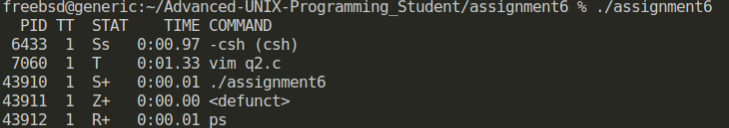 freebsd@generic:~/Advanced-UNIX-Programming_Student/assignment6 % ./assignment6
  PID TT  STAT    TIME COMMAND
 6433  1  Ss   0:00.97 -csh (csh)
 7060  1  T    0:01.33 vim q2.c
43910  1  S+   0:00.01 ./assignment6
43911  1  Z+   0:00.00 <defunct>
43912  1  R+   0:00.01 ps